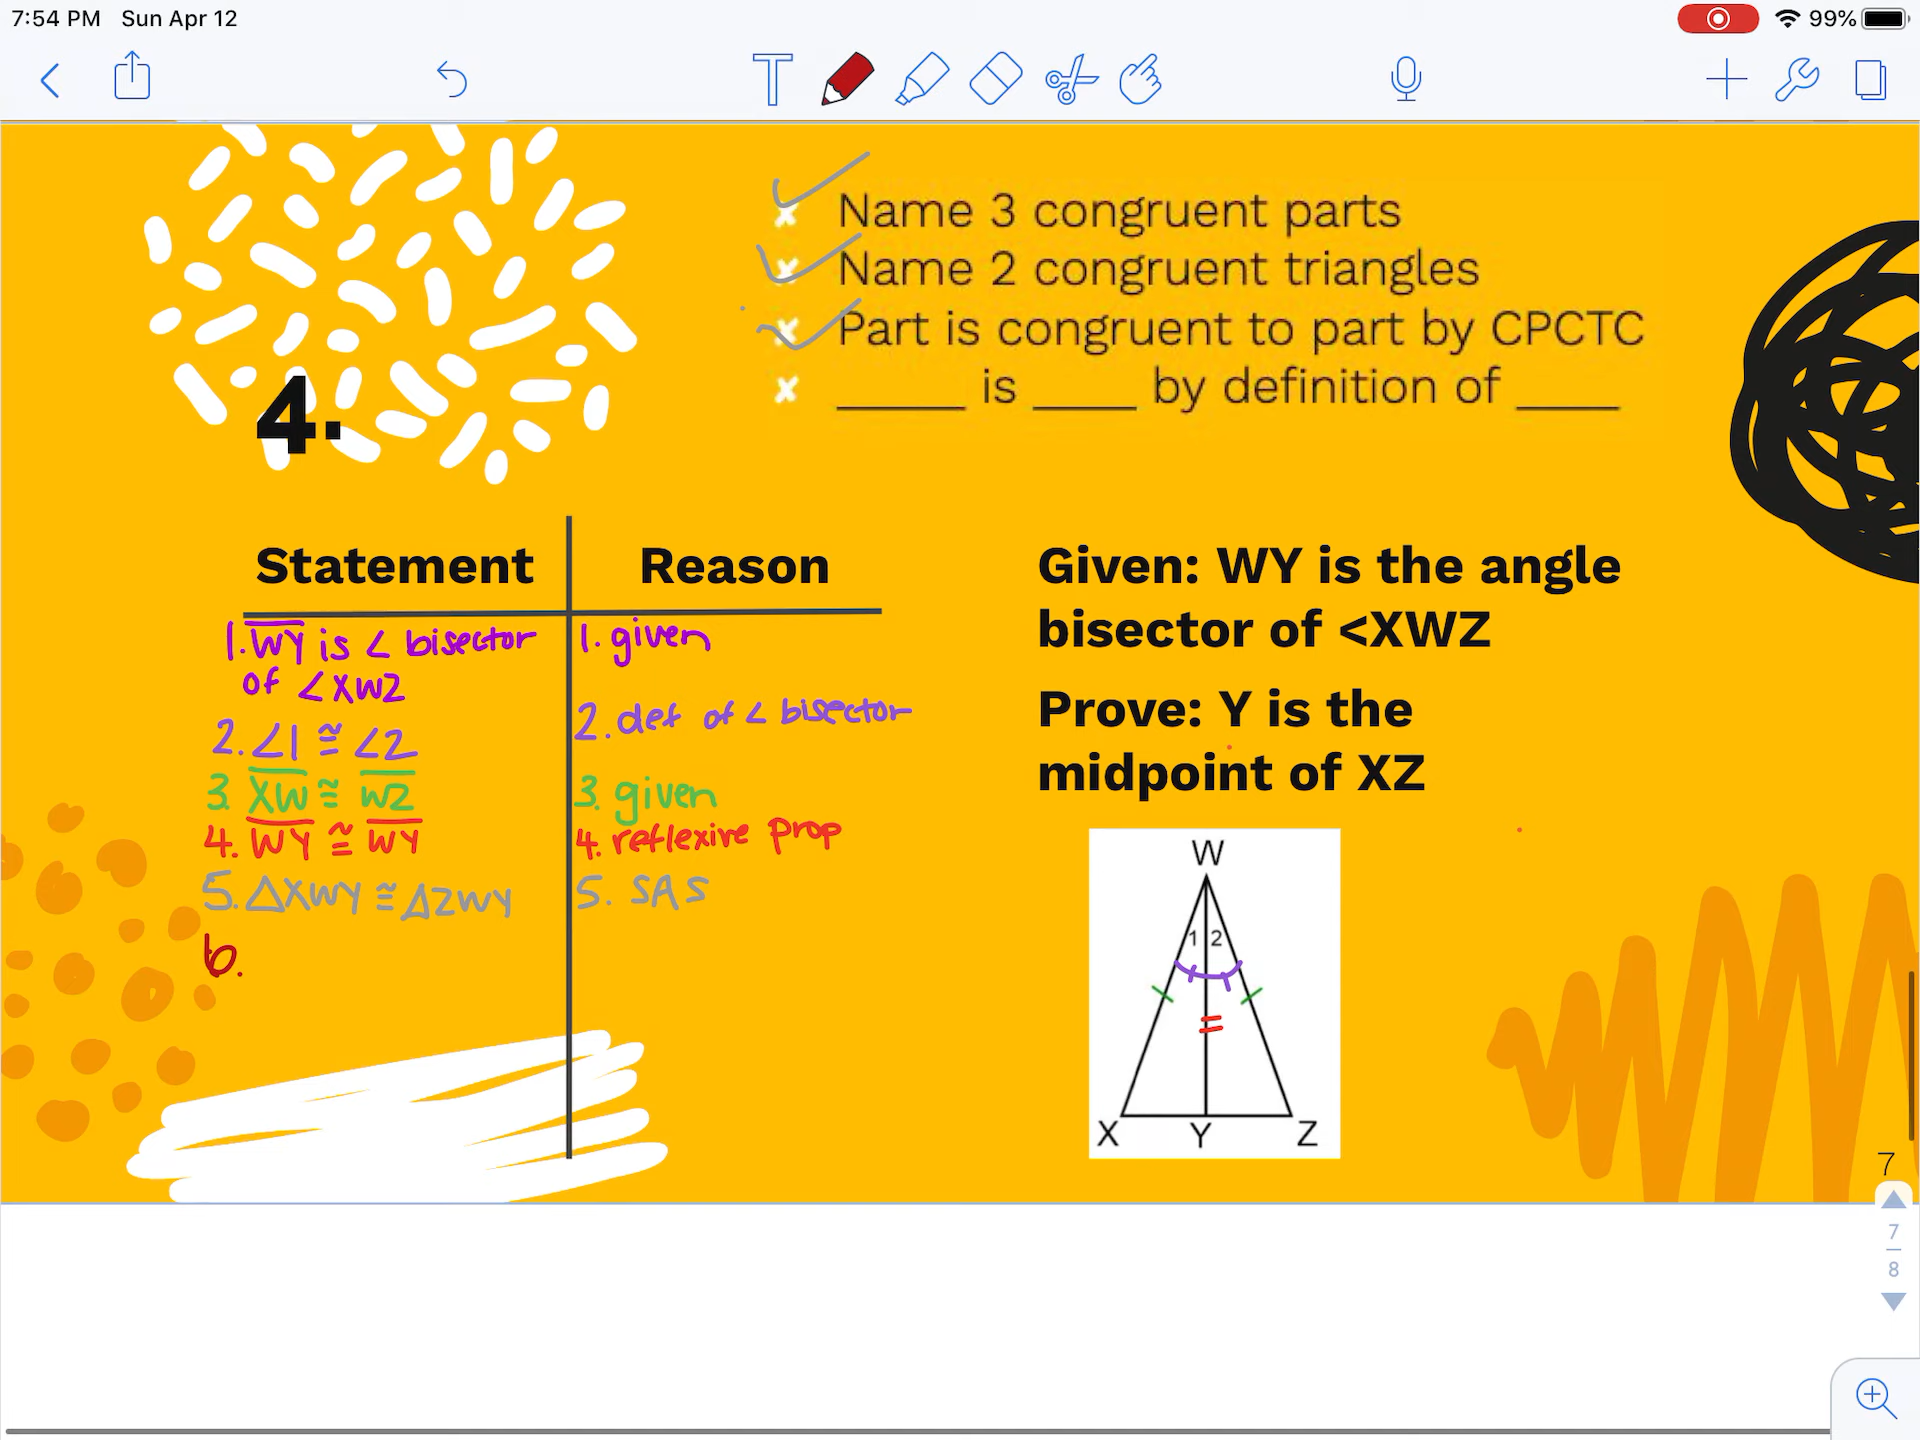 7:54 PM Sun Apr 12
99%
T
Name 3 congruent parts
Name 2 congruent triangles
Part is congruent to part by CPCTC
_____ is ____ by definition of ____
4.
Statement
Reason
1. WY is ∠ bisector
of ∠XWZ
1. given
2. ∠1 ≅ ∠2
2. def of ∠ bisector
3. XW ≅ WZ
3. given
4. WY ≅ WY
4. reflexive prop
5. △XWY ≅ △ZWY
5. SAS
6.
Given: WY is the angle
bisector of <XWZ
Prove: Y is the
midpoint of XZ
W
1 2
X Y Z
7
7
8